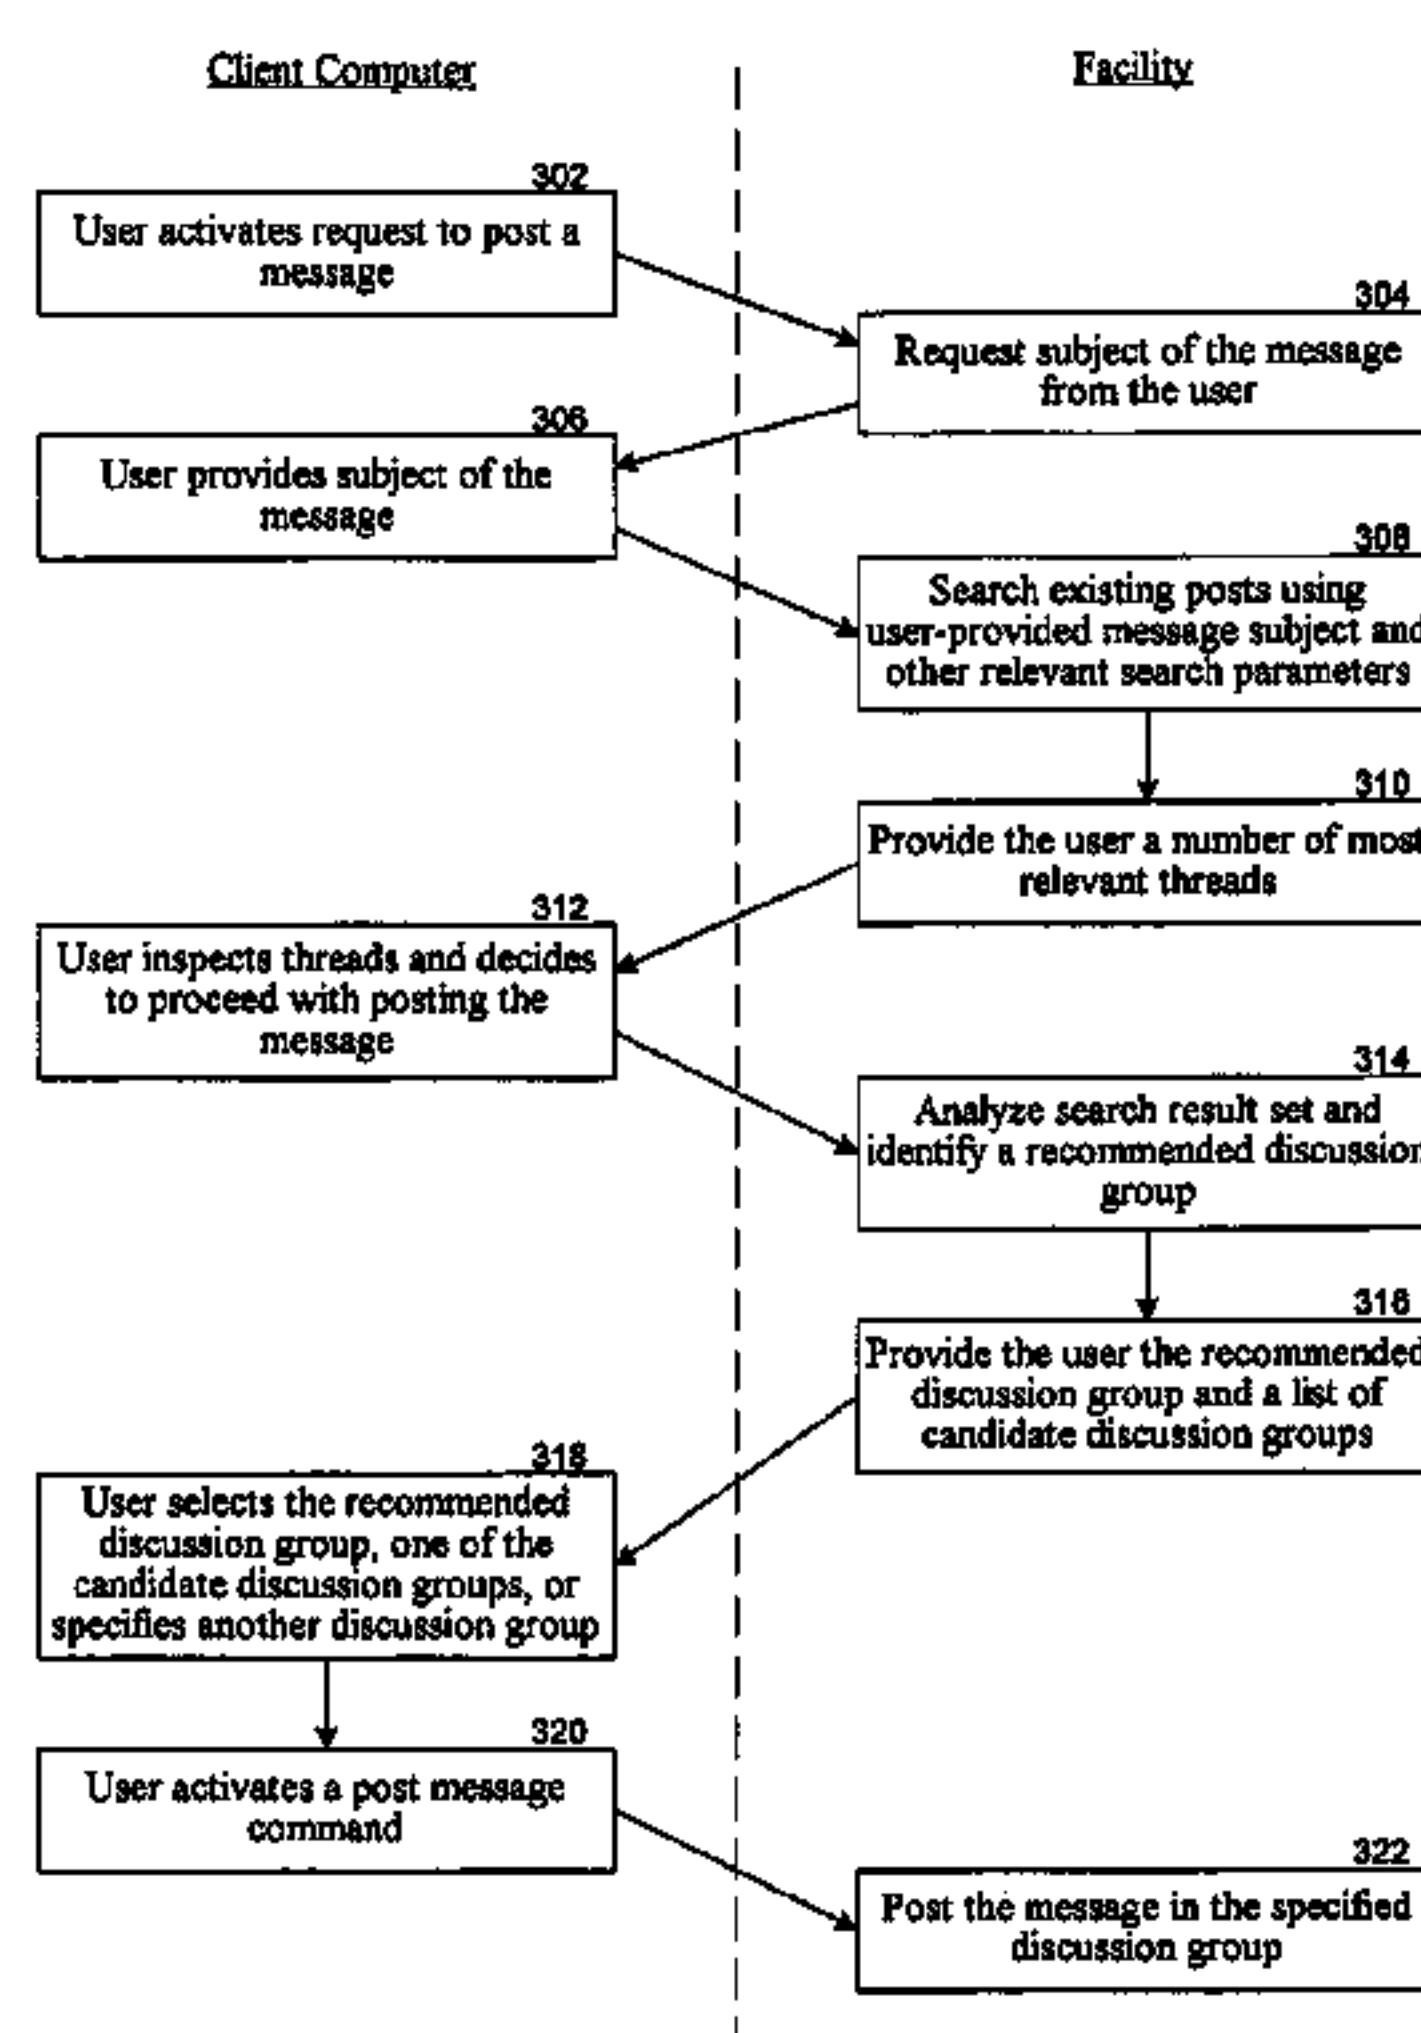 Client Computer
Facility
302
User activates request to post a
message
304
Request subject of the message
from the user
306
User provides subject of the
message
308
Search existing posts using
user-provided message subject and
other relevant search parameters
310
Provide the user a number of most
relevant threads
312
User inspects threads and decides
to proceed with posting the
message
314
Analyze search result set and
identify a recommended discussion
group
316
Provide the user the recommended
discussion group and a list of
candidate discussion groups
318
User selects the recommended
discussion group, one of the
candidate discussion groups, or
specifies another discussion group
320
User activates a post message
command
322
Post the message in the specified
discussion group